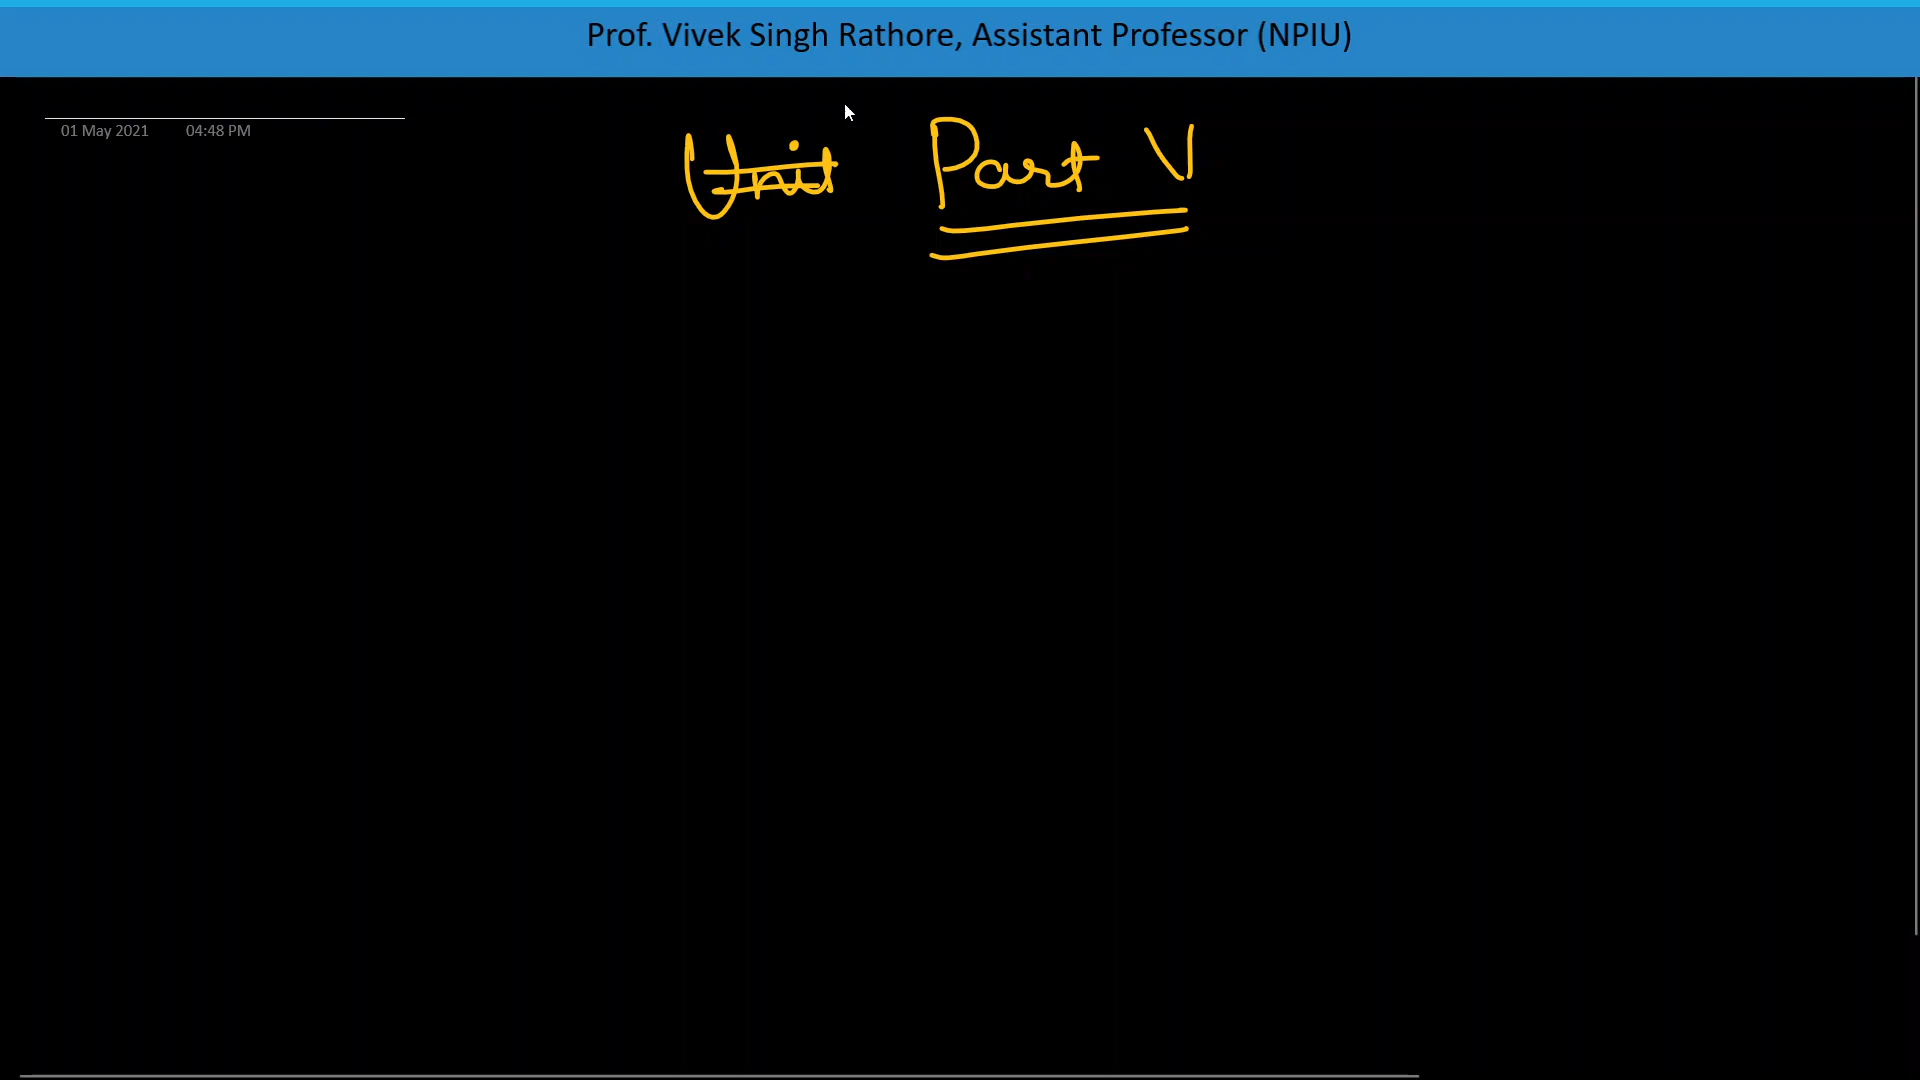 Prof. Vivek Singh Rathore, Assistant Professor (NPIU)
01 May 2021 04:48 PM
Unit Part V